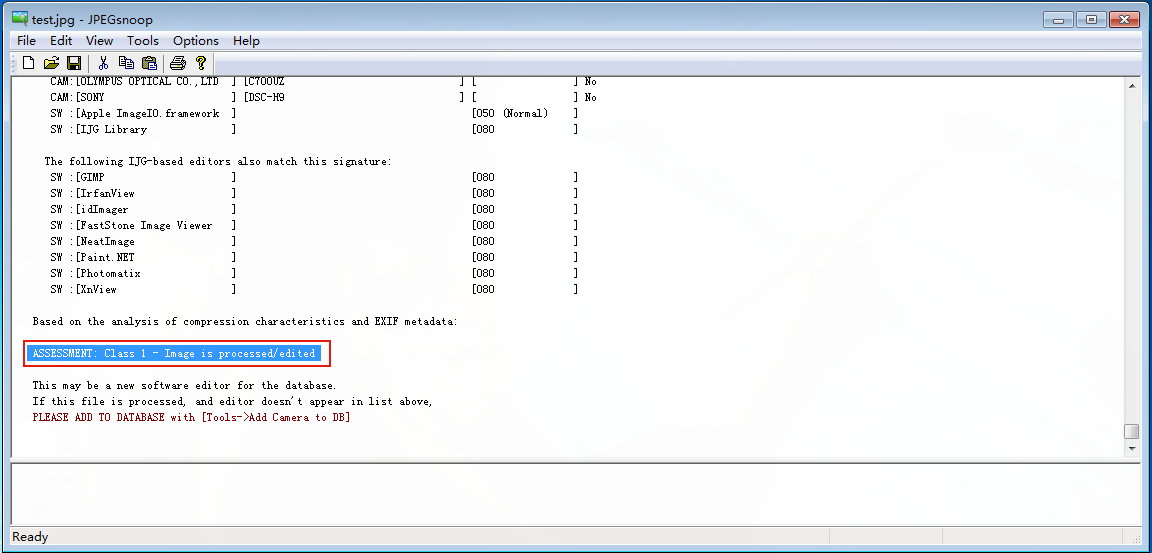 test.jpg - JPEGsnoop
File Edit View Tools Options Help
CAM:[OLYMPUS OPTICAL CO.,LTD ] [C700UZ ] [ ] No
CAM:[SONY ] [DSC-H9 ] [ ] No
SW :[Apple ImageIO.framework ] [050 (Normal) ]
SW :[IJG Library ] [080 ]
The following IJG-based editors also match this signature:
SW :[GIMP ] [080 ]
SW :[IrfanView ] [080 ]
SW :[idImager ] [080 ]
SW :[FastStone Image Viewer ] [080 ]
SW :[NeatImage ] [080 ]
SW :[Paint.NET ] [080 ]
SW :[Photomatix ] [080 ]
SW :[XnView ] [080 ]
Based on the analysis of compression characteristics and EXIF metadata:
ASSESSMENT: Class 1 - Image is processed/edited
This may be a new software editor for the database.
If this file is processed, and editor doesn't appear in list above,
PLEASE ADD TO DATABASE with [Tools->Add Camera to DB]
Ready